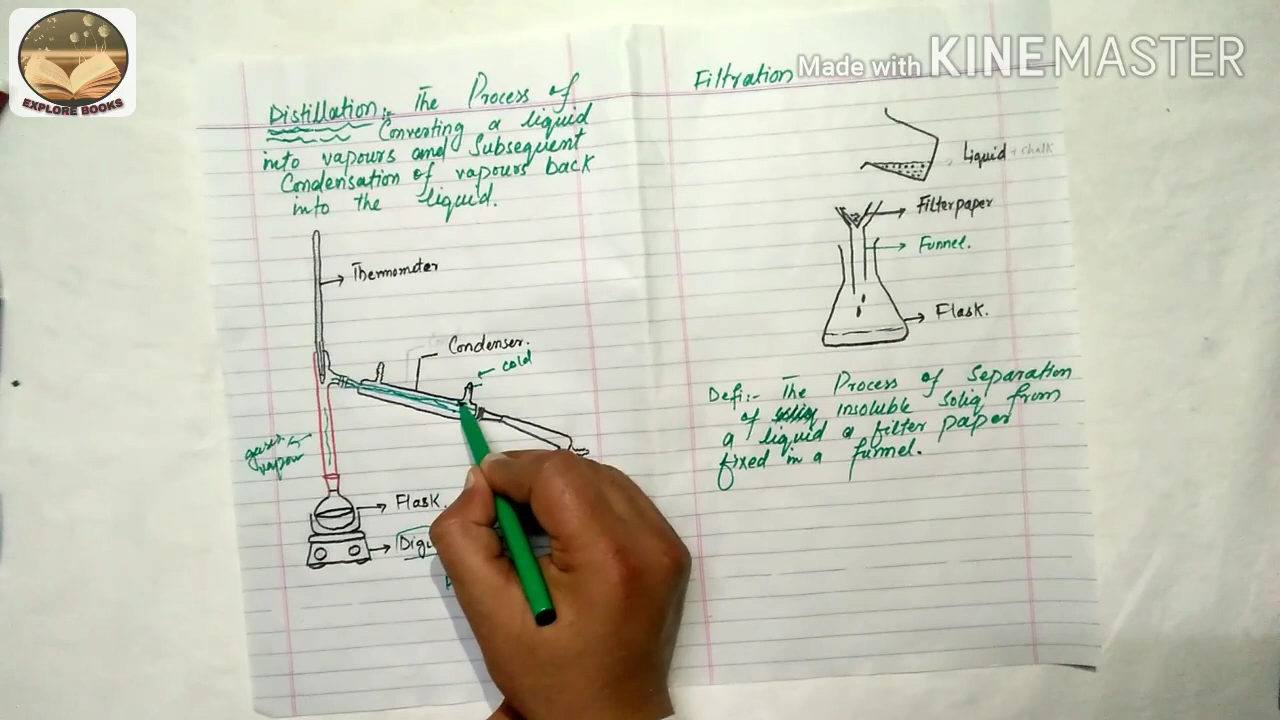 EXPLORE BOOKS
Made with KINEMASTER
Distillation:- The Process of
Converting a liquid
into vapours and Subsequent
Condensation of vapours back
into the liquid.
Thermometer
Condenser.
cold
vapour
Flask.
Filtration
Liquid + chalk
Filterpaper
Funnel.
Flask.
Defi:- The Process of Separation
of insoluble soliq from
a liquid a filter paper
fixed in a funnel.